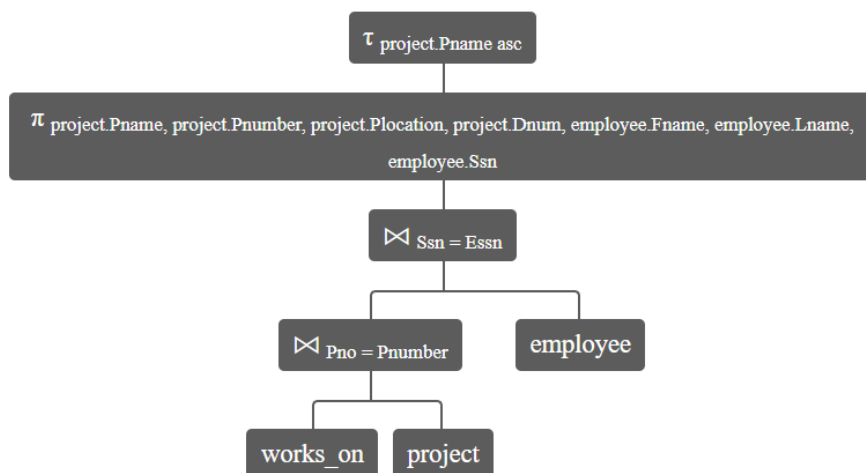 τ project.Pname asc
π project.Pname, project.Pnumber, project.Plocation, project.Dnum, employee.Fname, employee.Lname,
employee.Ssn
⋈ Ssn = Essn
⋈ Pno = Pnumber
employee
works_on
project